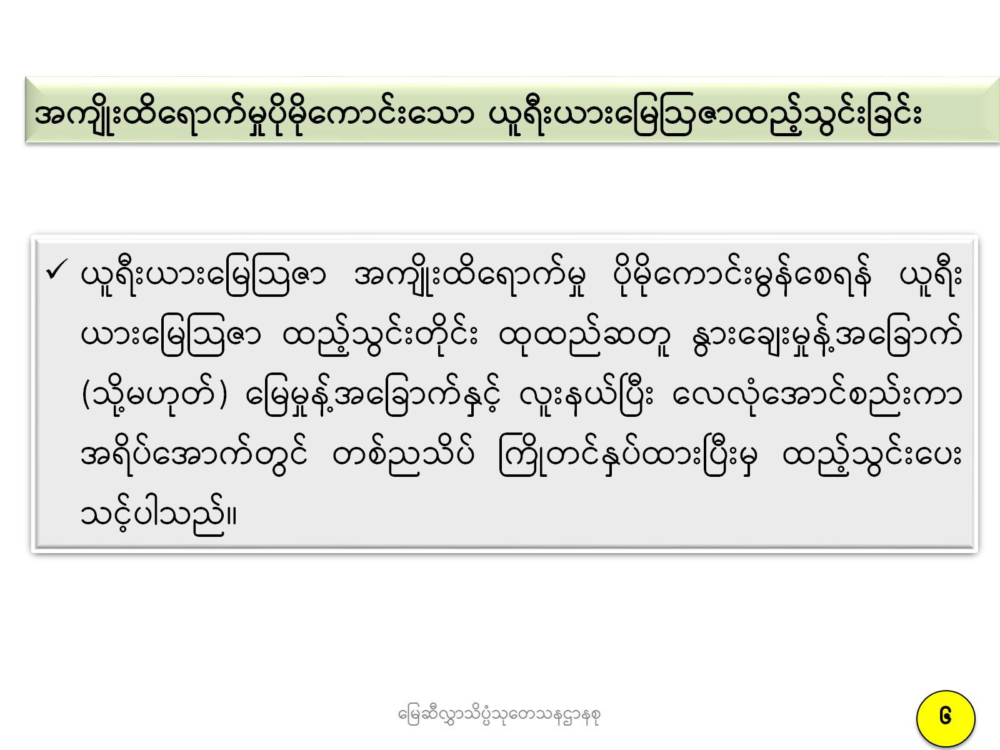 အကျိုးထိရောက်မှုပိုမိုကောင်းသော ယူရီးယားမြေဩဇာထည့်သွင်းခြင်း
✓ ယူရီးယားမြေဩဇာ အကျိုးထိရောက်မှု ပိုမိုကောင်းမွန်စေရန် ယူရီး
ယားမြေဩဇာ ထည့်သွင်းတိုင်း ထုထည်ဆတူ နွားချေးမှုန့်အခြောက်
(သို့မဟုတ်) မြေမှုန့်အခြောက်နှင့် လူးနယ်ပြီး လေလုံအောင်စည်းကာ
အရိပ်အောက်တွင် တစ်ညသိပ် ကြိုတင်နှပ်ထားပြီးမှ ထည့်သွင်းပေး
သင့်ပါသည်။
မြေဆီလွှာသိပ္ပံသုတေသနဌာနစု
၆